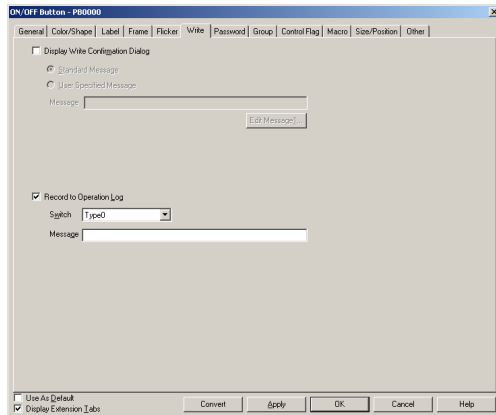 ON/OFF Button - PB0000
General Color/Shape Label Frame Flicker Write Password Group Control Flag Macro Size/Position Other
Display Write Confirmation Dialog
Standard Message
User Specified Message
Message
Edit Message]...
Record to Operation Log
Switch Type0
Message
Use As Default
Display Extension Tabs
Convert Apply OK Cancel Help